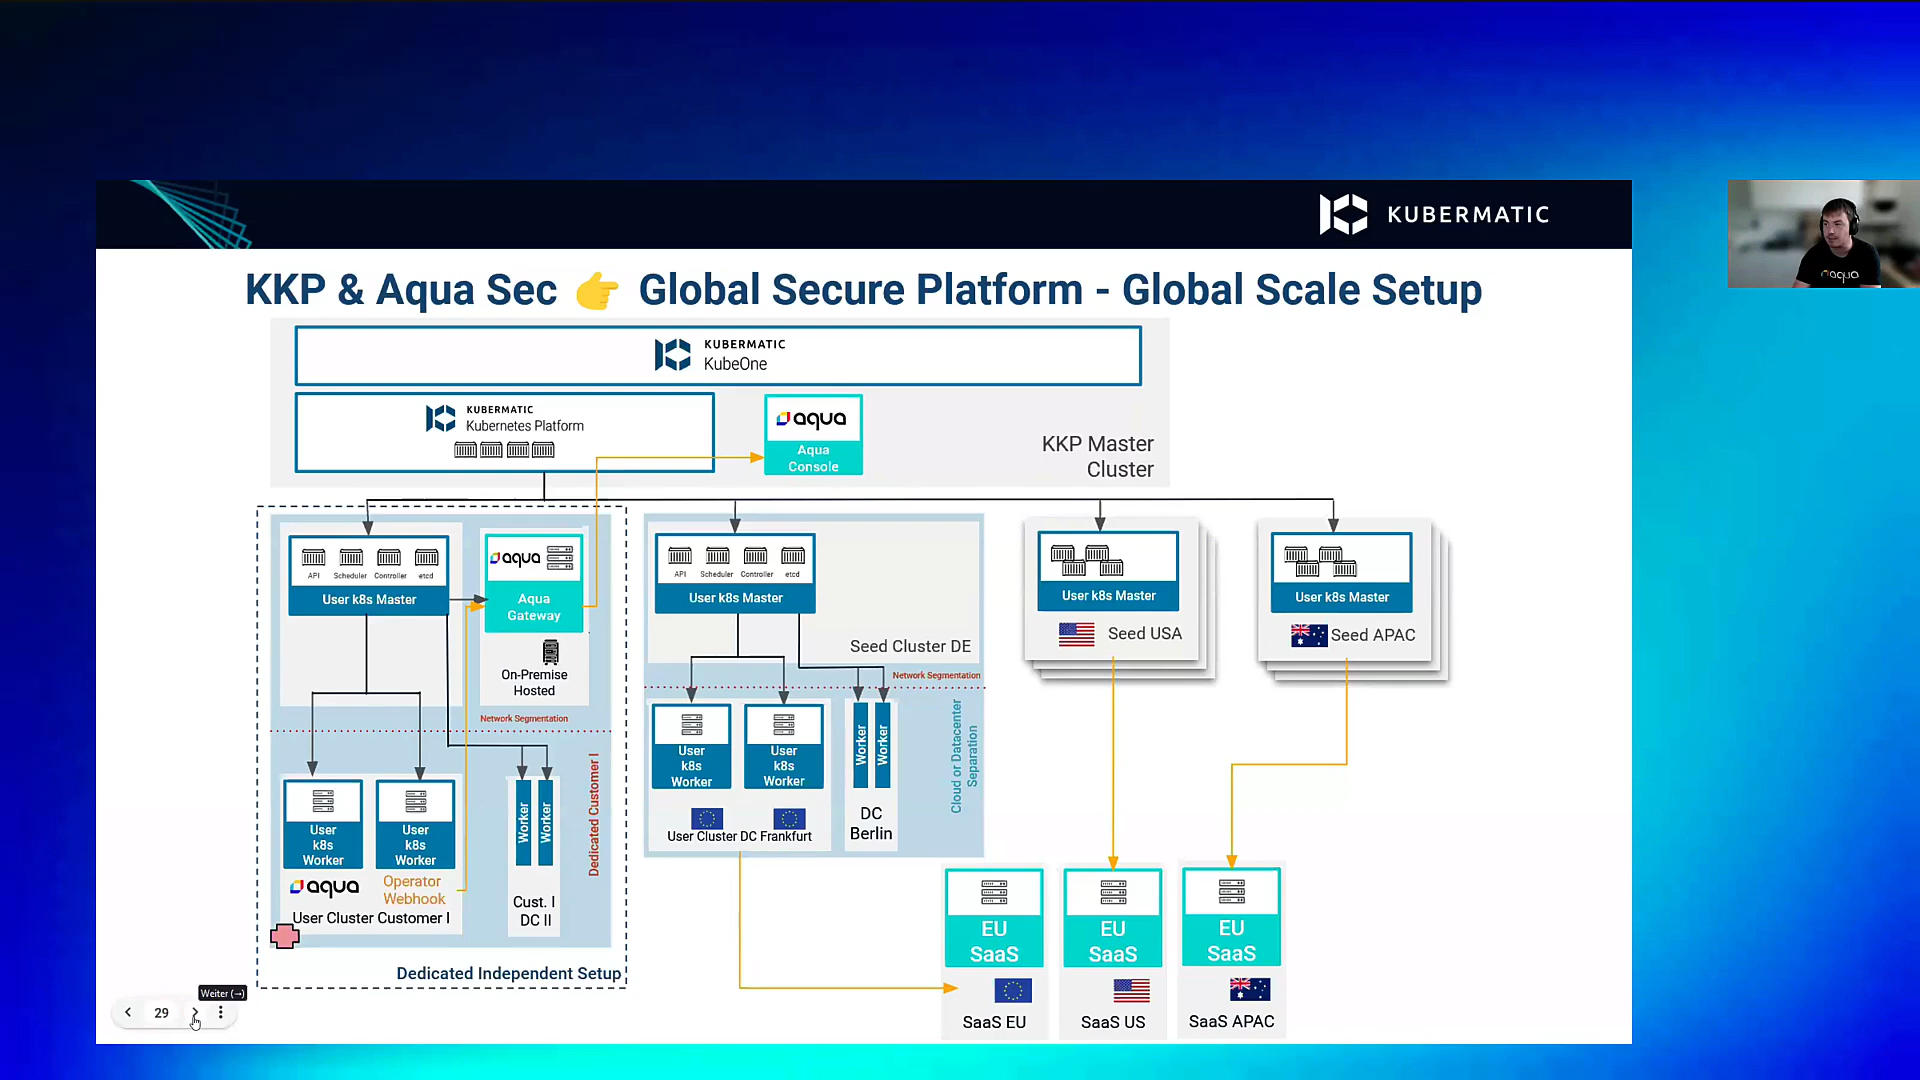 KUBERMATIC
KKP & Aqua Sec 👉 Global Secure Platform - Global Scale Setup
KUBERMATIC
KubeOne
KUBERMATIC
Kubernetes Platform
aqua
Aqua
Console
KKP Master
Cluster
API
Scheduler
Controller
etcd
User k8s Master
aqua
Aqua
Gateway
On-Premise
Hosted
Network Segmentation
User
k8s
Worker
User
k8s
Worker
aqua
Operator
Webhook
User Cluster Customer I
Worker
Worker
Cust. I
DC II
Dedicated Customer I
Dedicated Independent Setup
API
Scheduler
Controller
etcd
User k8s Master
Seed Cluster DE
Network Segmentation
User
k8s
Worker
User
k8s
Worker
User Cluster DC Frankfurt
Worker
Worker
DC
Berlin
Cloud or Datacenter
Separation
User k8s Master
Seed USA
User k8s Master
Seed APAC
EU
SaaS
SaaS EU
EU
SaaS
SaaS US
EU
SaaS
SaaS APAC
Weiter (→)
29
aqua